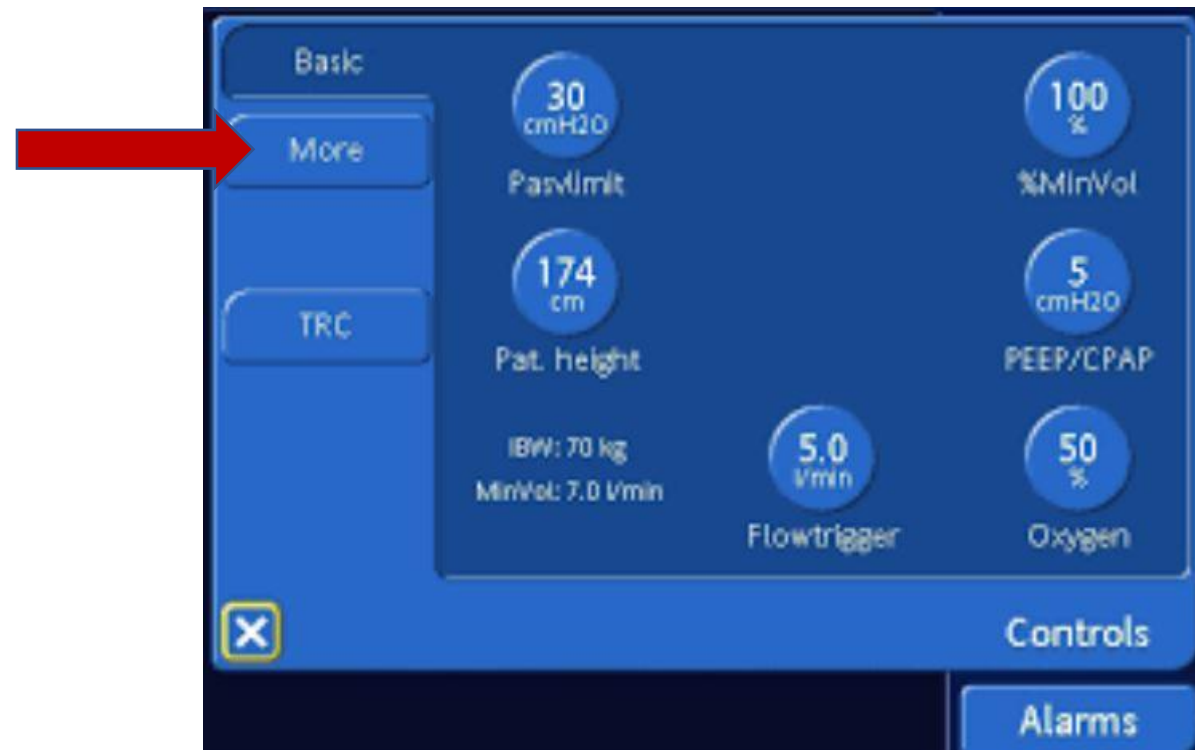 Basic
More
TRC
30
cmH2O
Pasvlimit
100
%
%MinVol
174
cm
Pat. height
5
cmH2O
PEEP/CPAP
IBW: 70 kg
MinVol: 7.0 l/min
5.0
l/min
Flowtrigger
50
%
Oxygen
Controls
Alarms